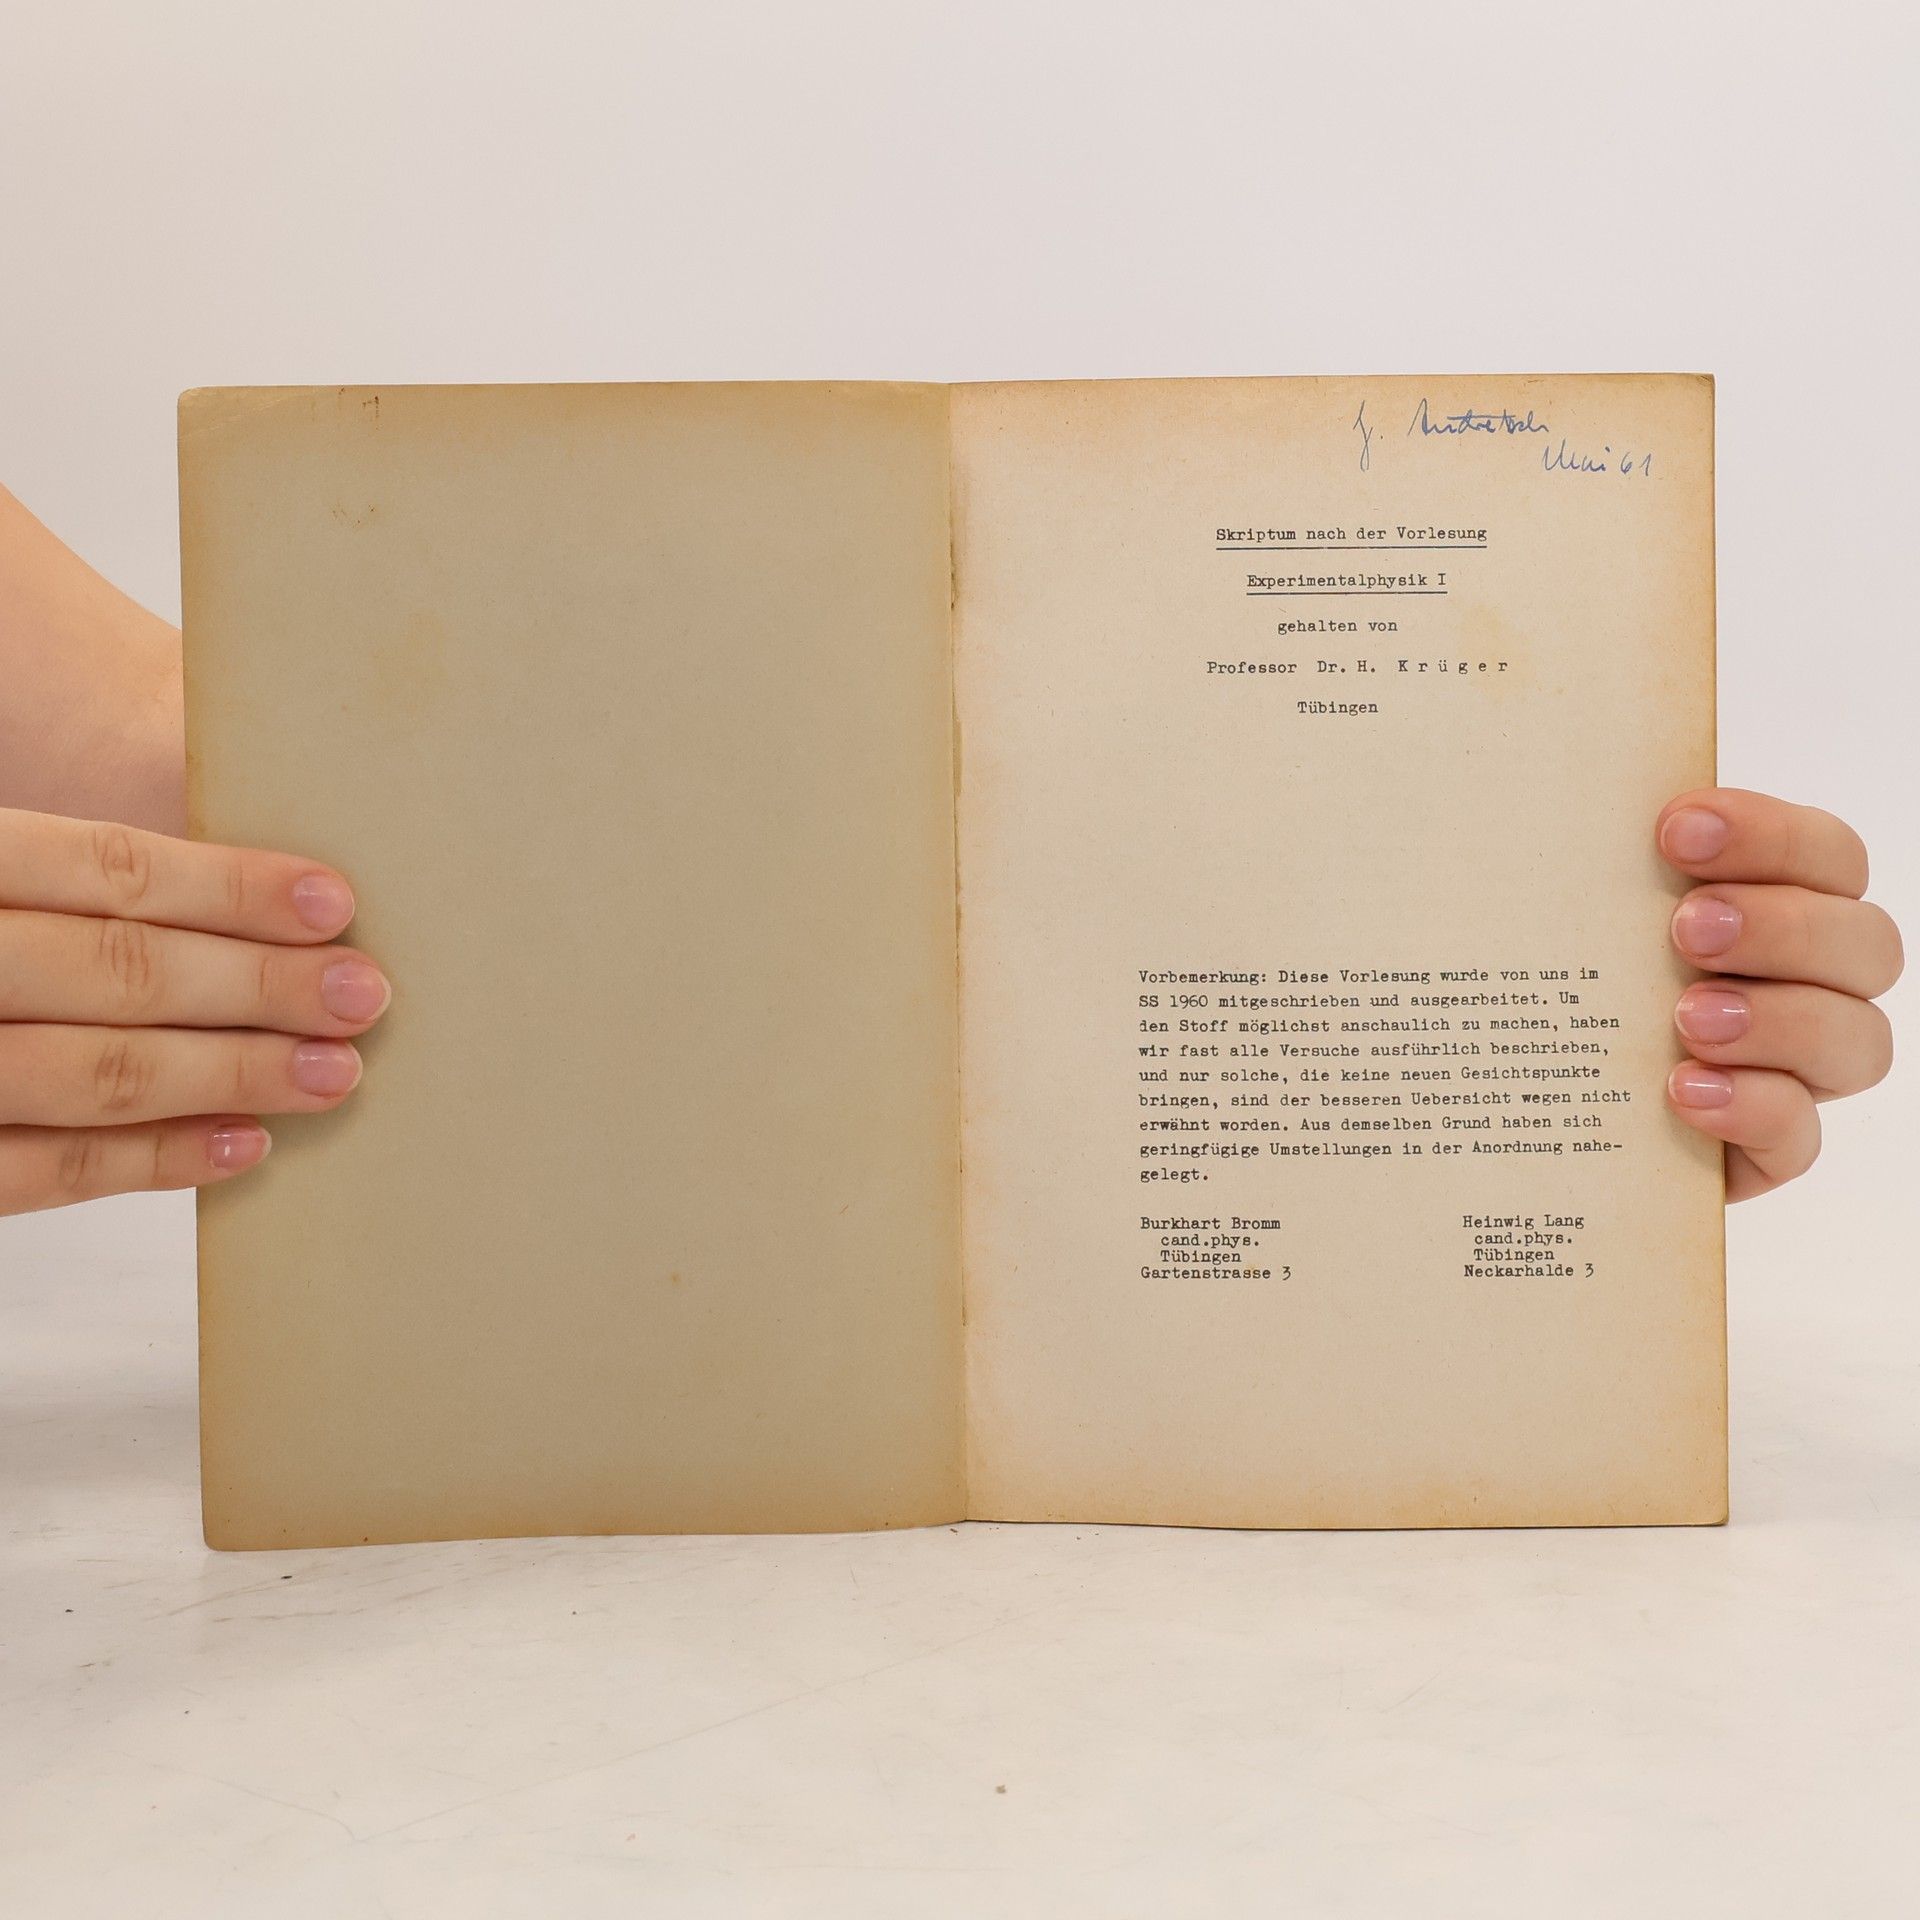 J. Audretsch
Mai 61
Skriptum nach der Vorlesung
Experimentalphysik I
gehalten von
Professor Dr. H. Krüger
Tübingen
Vorbemerkung: Diese Vorlesung wurde von uns im
SS 1960 mitgeschrieben und ausgearbeitet. Um
den Stoff möglichst anschaulich zu machen, haben
wir fast alle Versuche ausführlich beschrieben,
und nur solche, die keine neuen Gesichtspunkte
bringen, sind der besseren Uebersicht wegen nicht
erwähnt worden. Aus demselben Grund haben sich
geringfügige Umstellungen in der Anordnung nahe-
gelegt.
Burkhart Bromm Heinwig Lang
cand.phys. cand.phys.
Tübingen Tübingen
Gartenstrasse 3 Neckarhalde 3